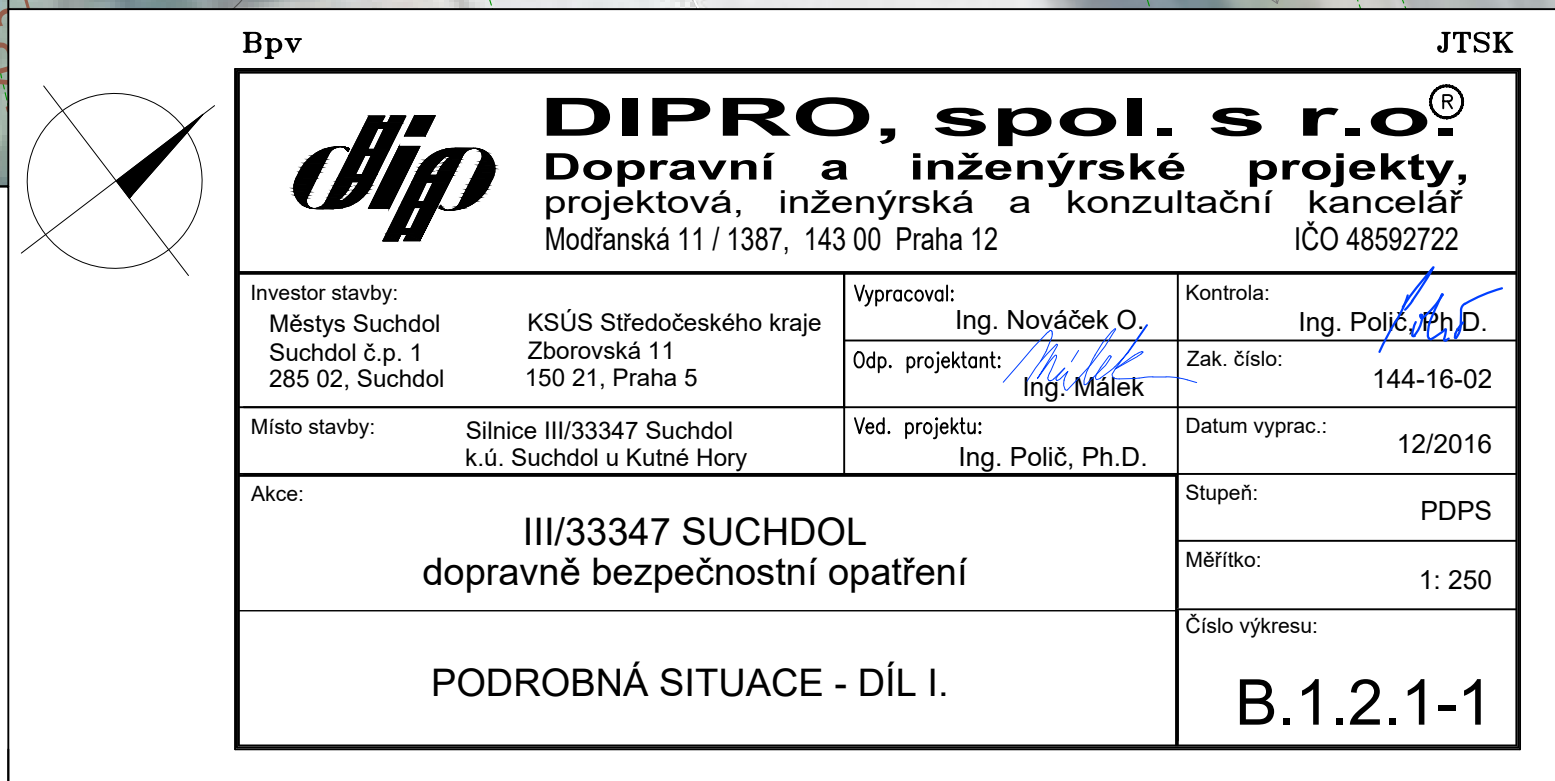 Bpv JTSK
dip
DIPRO, spol. s r.o.®
Dopravní a inženýrské projekty,
projektová, inženýrská a konzultační kancelář
Modřanská 11 / 1387, 143 00 Praha 12 IČO 48592722
Investor stavby:
Městys Suchdol
Suchdol č.p. 1
285 02, Suchdol
KSÚS Středočeského kraje
Zborovská 11
150 21, Praha 5
Vypracoval:
Ing. Nováček O.
Kontrola:
Ing. Polič, Ph.D.
Odp. projektant:
Ing. Málek
Zak. číslo:
144-16-02
Místo stavby:
Silnice III/33347 Suchdol
k.ú. Suchdol u Kutné Hory
Ved. projektu:
Ing. Polič, Ph.D.
Datum vyprac.:
12/2016
Akce:
III/33347 SUCHDOL
dopravně bezpečnostní opatření
Stupeň:
PDPS
Měřítko:
1: 250
PODROBNÁ SITUACE - DÍL I.
Číslo výkresu:
B.1.2.1-1